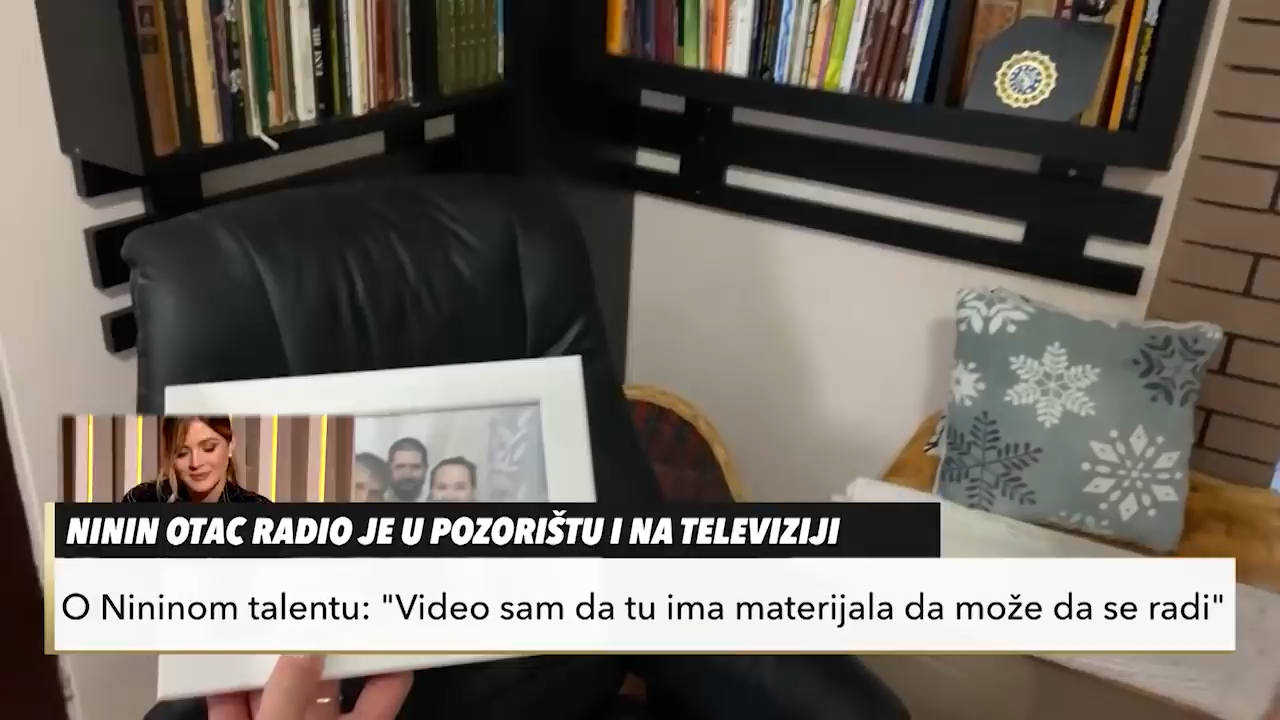 NININ OTAC RADIO JE U POZORIŠTU I NA TELEVIZIJI
O Nininom talentu: "Video sam da tu ima materijala da može da se radi"